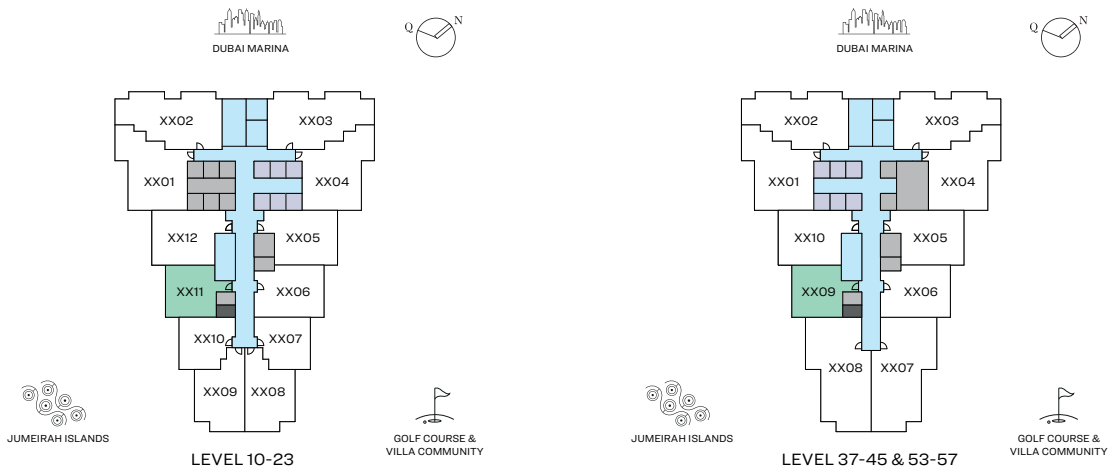 DUBAI MARINA
Q N
XX02 XX03
XX01 XX04
XX12 XX05
XX11 XX06
XX10 XX07
XX09 XX08
JUMEIRAH ISLANDS
GOLF COURSE &
VILLA COMMUNITY
LEVEL 10-23
DUBAI MARINA
Q N
XX02 XX03
XX01 XX04
XX10 XX05
XX09 XX06
XX08 XX07
JUMEIRAH ISLANDS
GOLF COURSE &
VILLA COMMUNITY
LEVEL 37-45 & 53-57